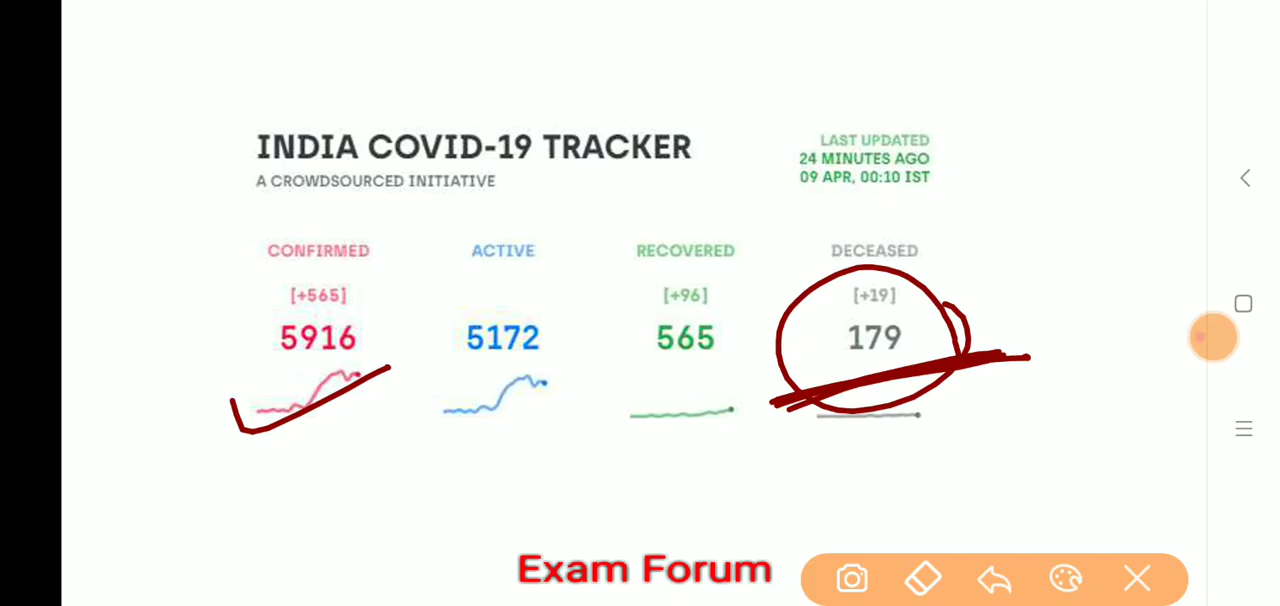 INDIA COVID-19 TRACKER
A CROWDSOURCED INITIATIVE
LAST UPDATED
24 MINUTES AGO
09 APR, 00:10 IST
CONFIRMED ACTIVE RECOVERED DECEASED
[+565] [+96] [+19]
5916 5172 565 179
Exam Forum